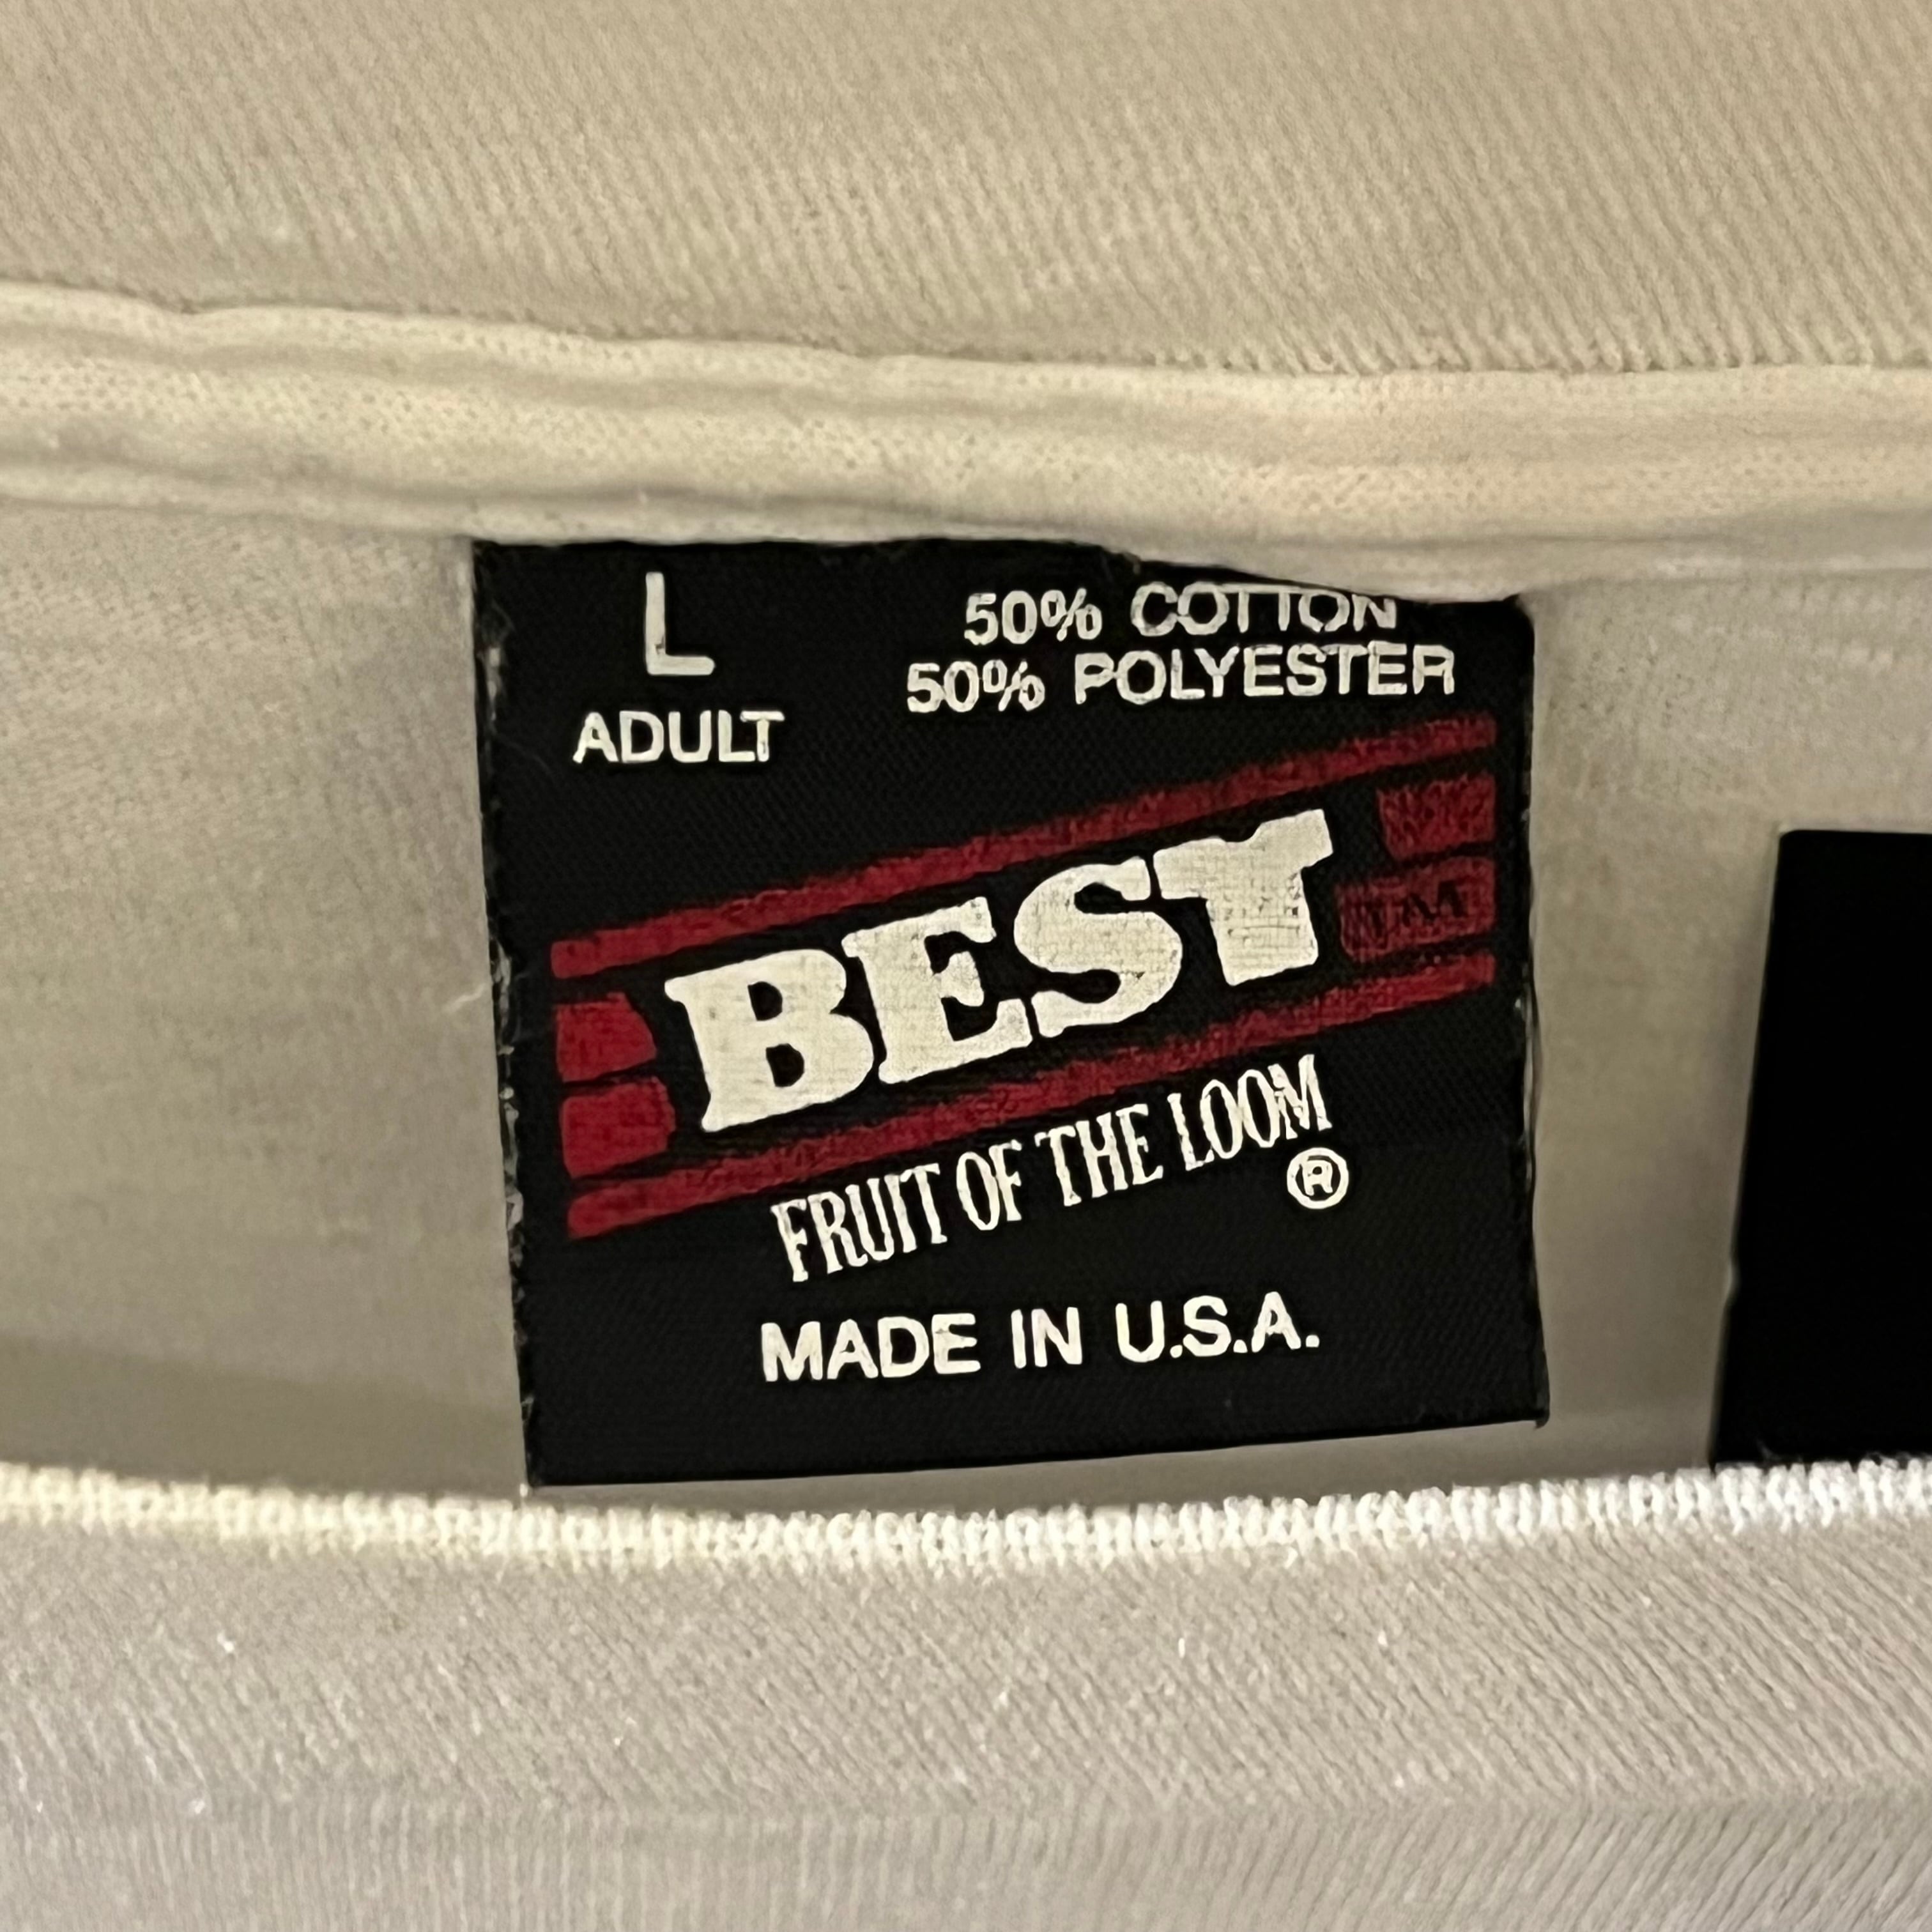 L
ADULT
50% COTTON
50% POLYESTER
BEST
TM
FRUIT OF THE LOOM
®
MADE IN U.S.A.